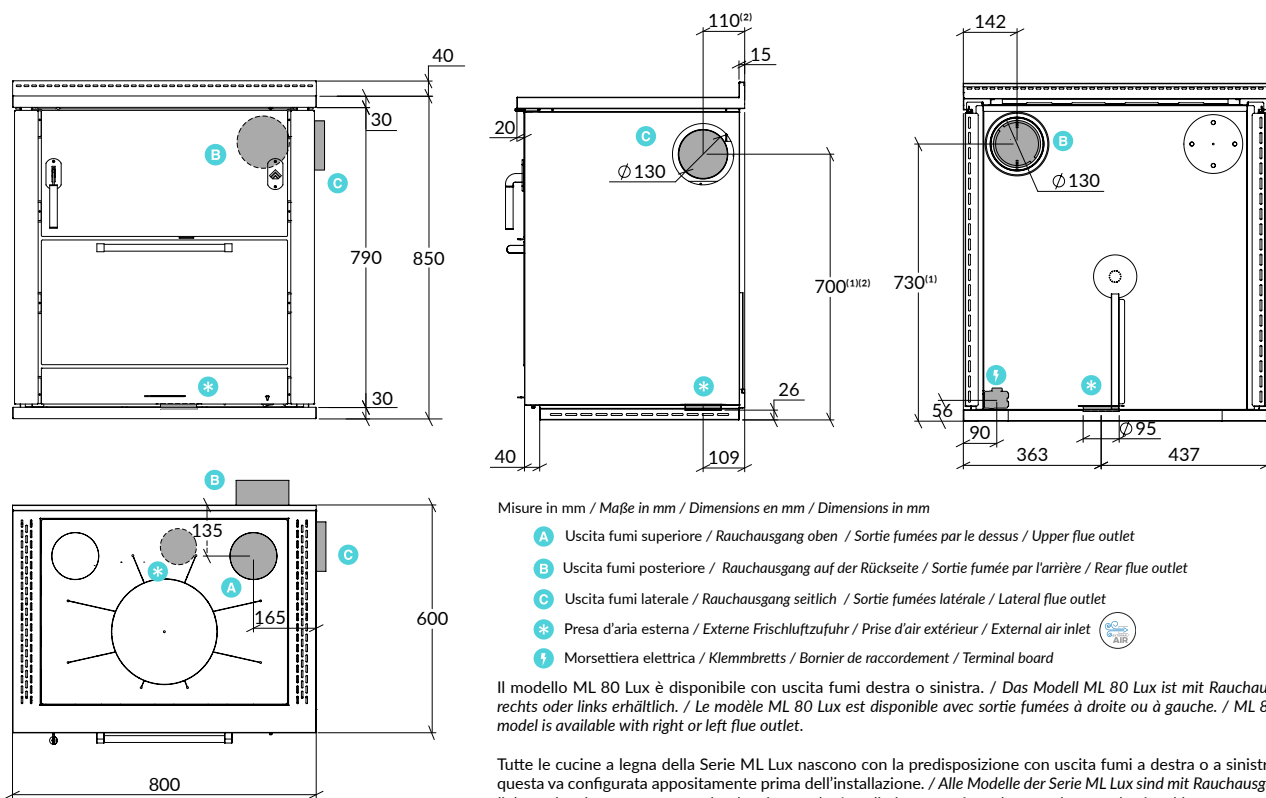 40
30
B
C
790
850
*
30
110⁽²⁾
15
20
C
1
Ø 130
700⁽¹⁾⁽²⁾
*
26
40
109
142
B
Ø 130
730⁽¹⁾
*
56
90
Ø 95
363
437
B
135
C
*
A
165
600
800
Misure in mm / Maße in mm / Dimensions en mm / Dimensions in mm
A Uscita fumi superiore / Rauchausgang oben / Sortie fumées par le dessus / Upper flue outlet
B Uscita fumi posteriore / Rauchausgang auf der Rückseite / Sortie fumée par l'arrière / Rear flue outlet
C Uscita fumi laterale / Rauchausgang seitlich / Sortie fumées latérale / Lateral flue outlet
* Presa d'aria esterna / Externe Frischluftzufuhr / Prise d'air extérieur / External air inlet AIR
Morsettiera elettrica / Klemmbretts / Bornier de raccordement / Terminal board
Il modello ML 80 Lux è disponibile con uscita fumi destra o sinistra. / Das Modell ML 80 Lux ist mit Rauchau
rechts oder links erhältlich. / Le modèle ML 80 Lux est disponible avec sortie fumées à droite ou à gauche. / ML 8
model is available with right or left flue outlet.
Tutte le cucine a legna della Serie ML Lux nascono con la predisposizione con uscita fumi a destra o a sinistr
questa va configurata appositamente prima dell'installazione. / Alle Modelle der Serie ML Lux sind mit Rauchausg